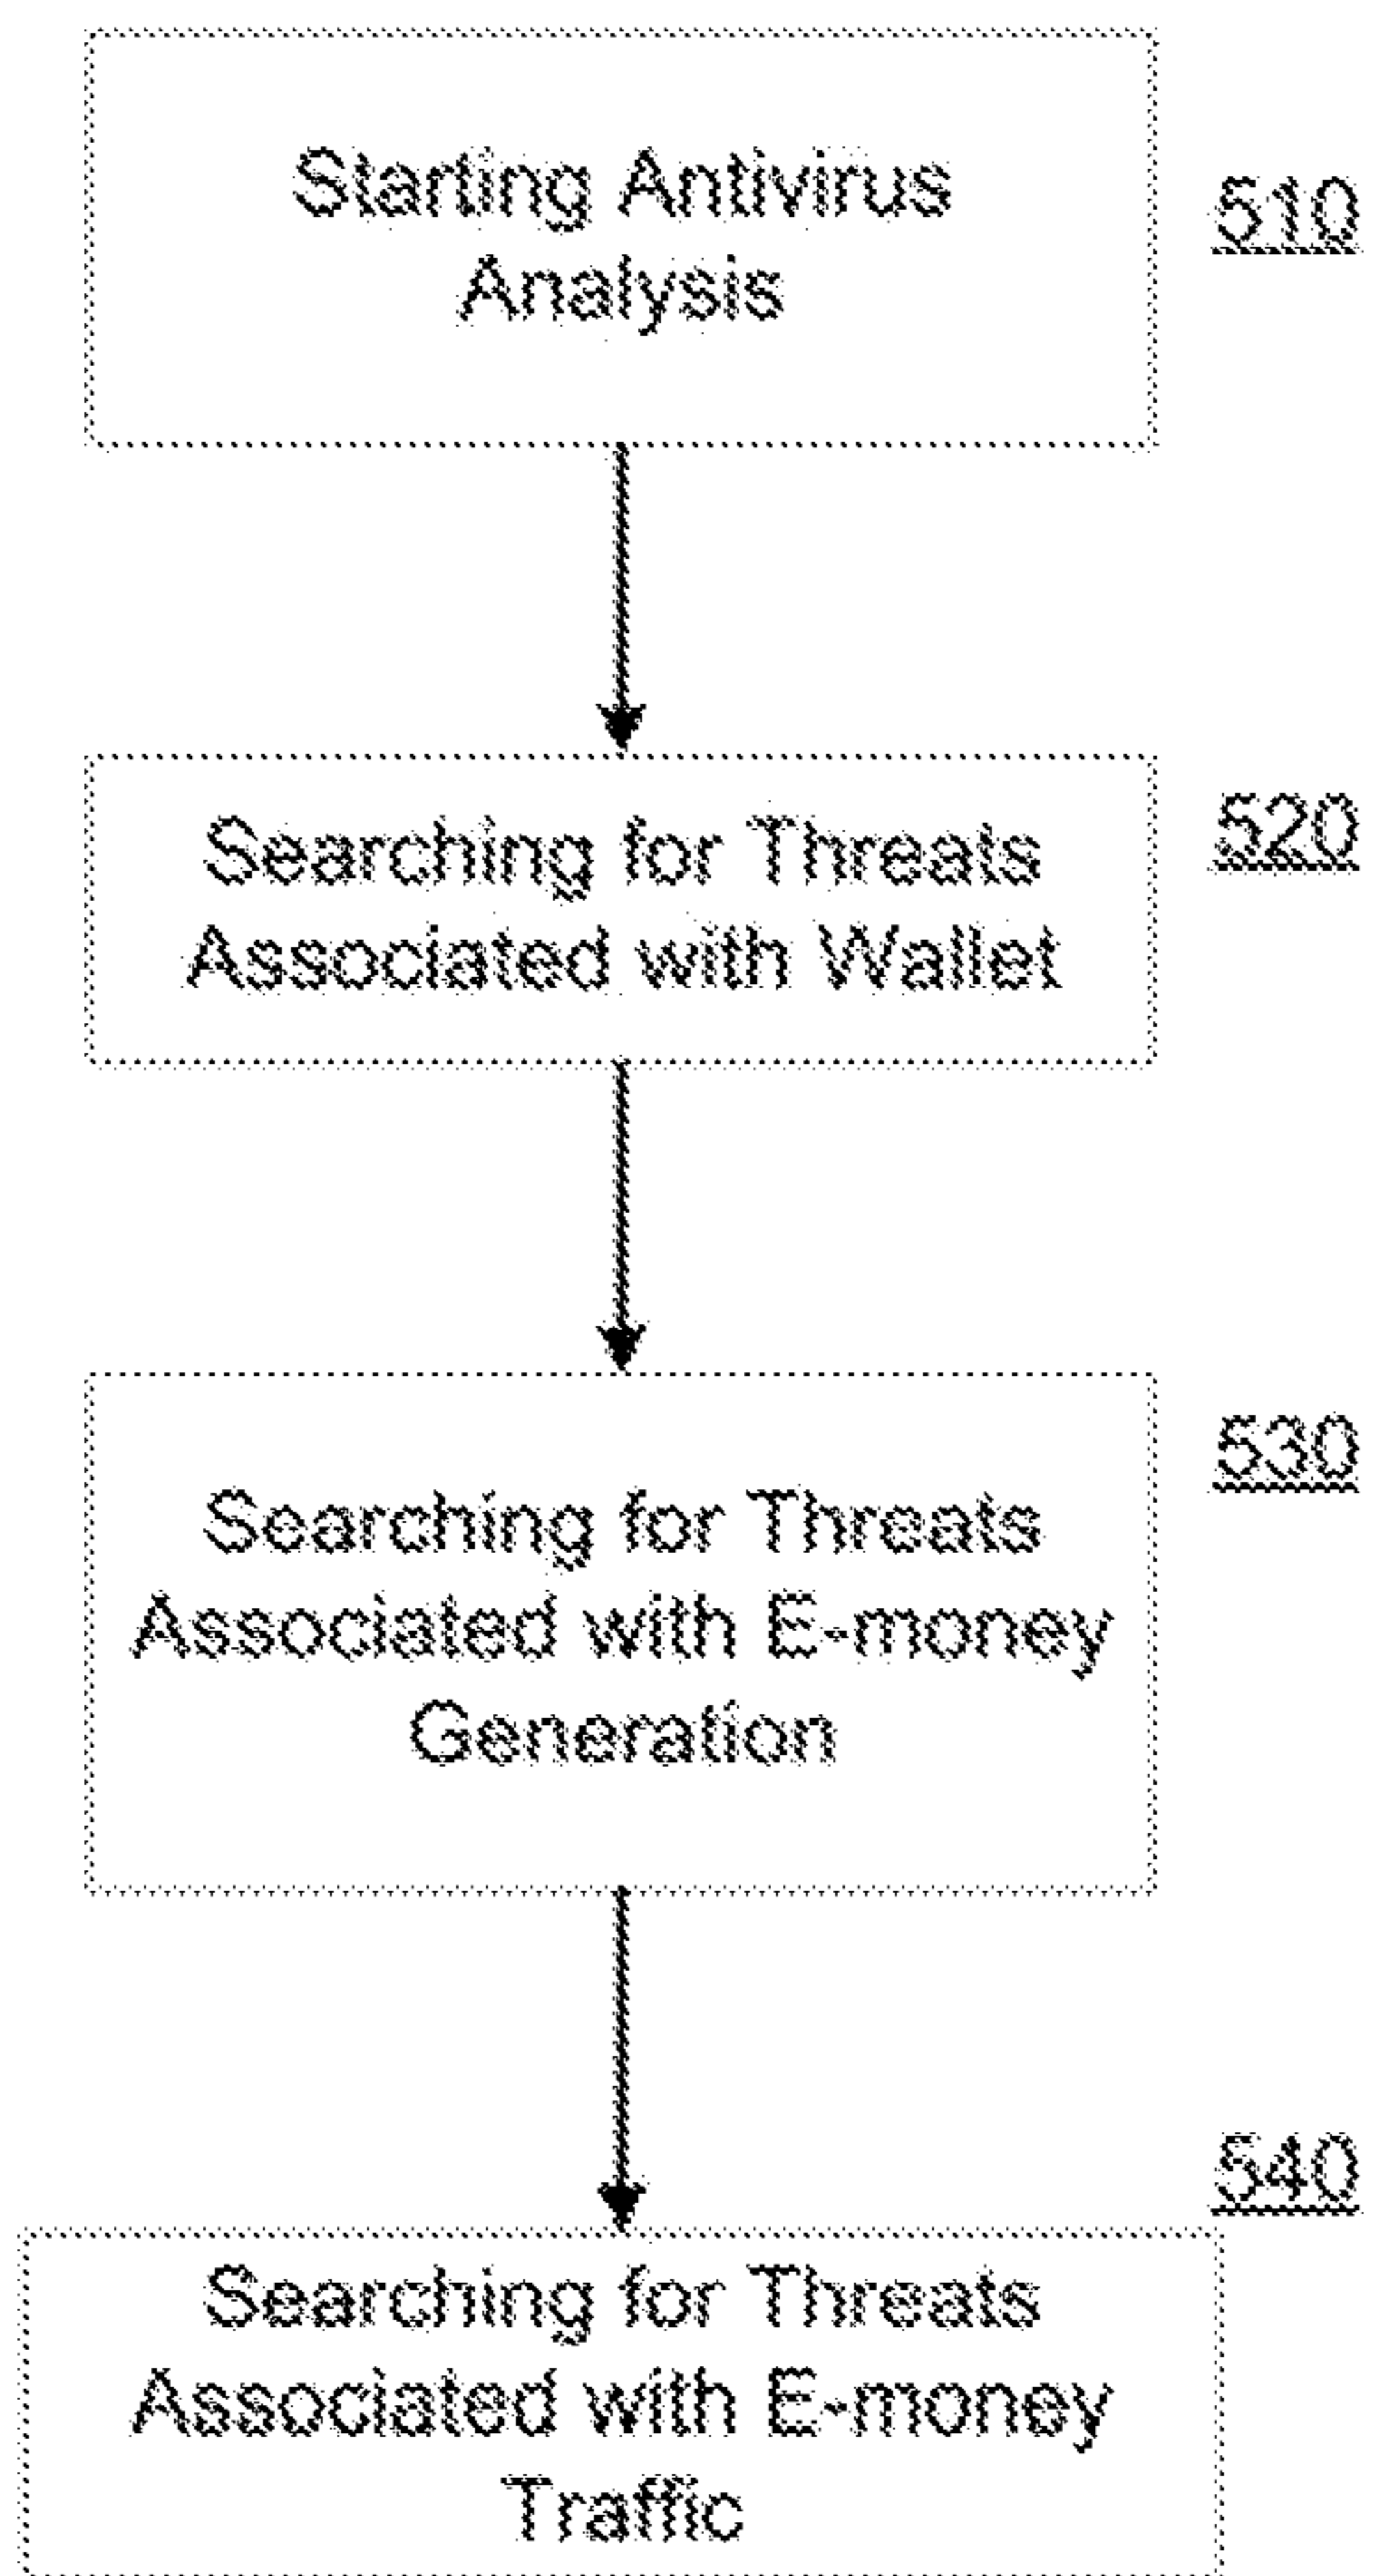 Starting Antivirus
Analysis
510
Searching for Threats
Associated with Wallet
520
Searching for Threats
Associated with E-money
Generation
530
Searching for Threats
Associated with E-money
Traffic
540